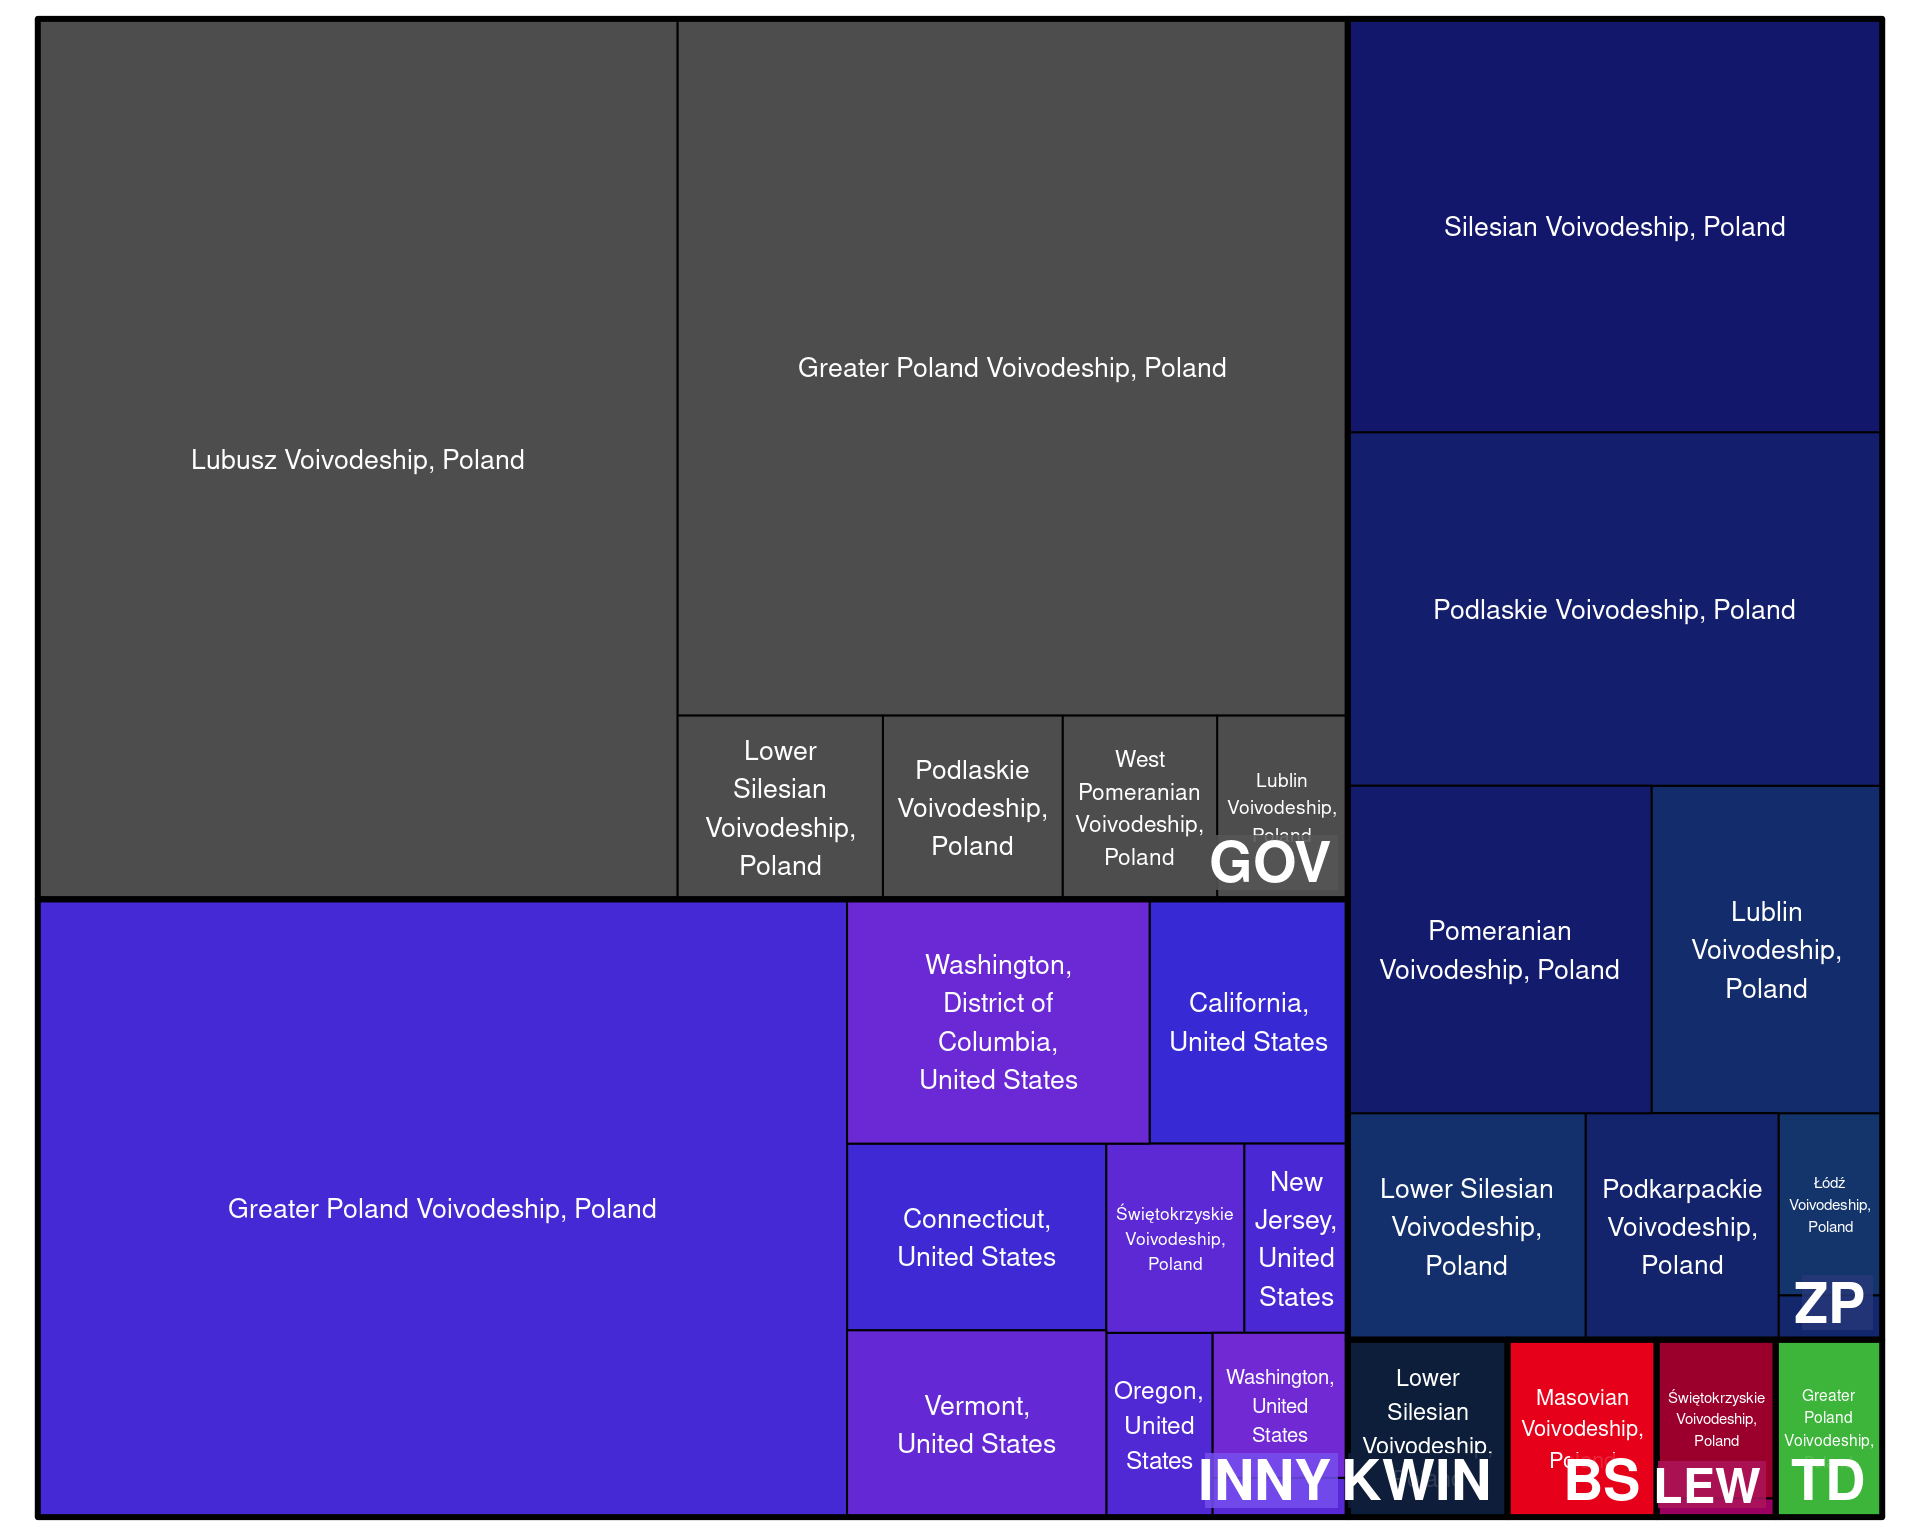 Lubusz Voivodeship, Poland
Greater Poland Voivodeship, Poland
Lower
Silesian
Voivodeship,
Poland
Podlaskie
Voivodeship,
Poland
West
Pomeranian
Voivodeship,
Poland
Lublin
Voivodeship,
Poland
GOV
Greater Poland Voivodeship, Poland
Washington,
District of
Columbia,
United States
California,
United States
Connecticut,
United States
Świętokrzyskie
Voivodeship,
Poland
New
Jersey,
United
States
Vermont,
United States
Oregon,
United
States
Washington,
United
States
INNY
Silesian Voivodeship, Poland
Podlaskie Voivodeship, Poland
Pomeranian
Voivodeship, Poland
Lublin
Voivodeship,
Poland
Lower Silesian
Voivodeship,
Poland
Podkarpackie
Voivodeship,
Poland
Łódź
Voivodeship,
Poland
ZP
Lower
Silesian
Voivodeship,
KWIN
Masovian
Voivodeship,
BS
Świętokrzyskie
Voivodeship,
Poland
LEW
Greater
Poland
Voivodeship,
TD